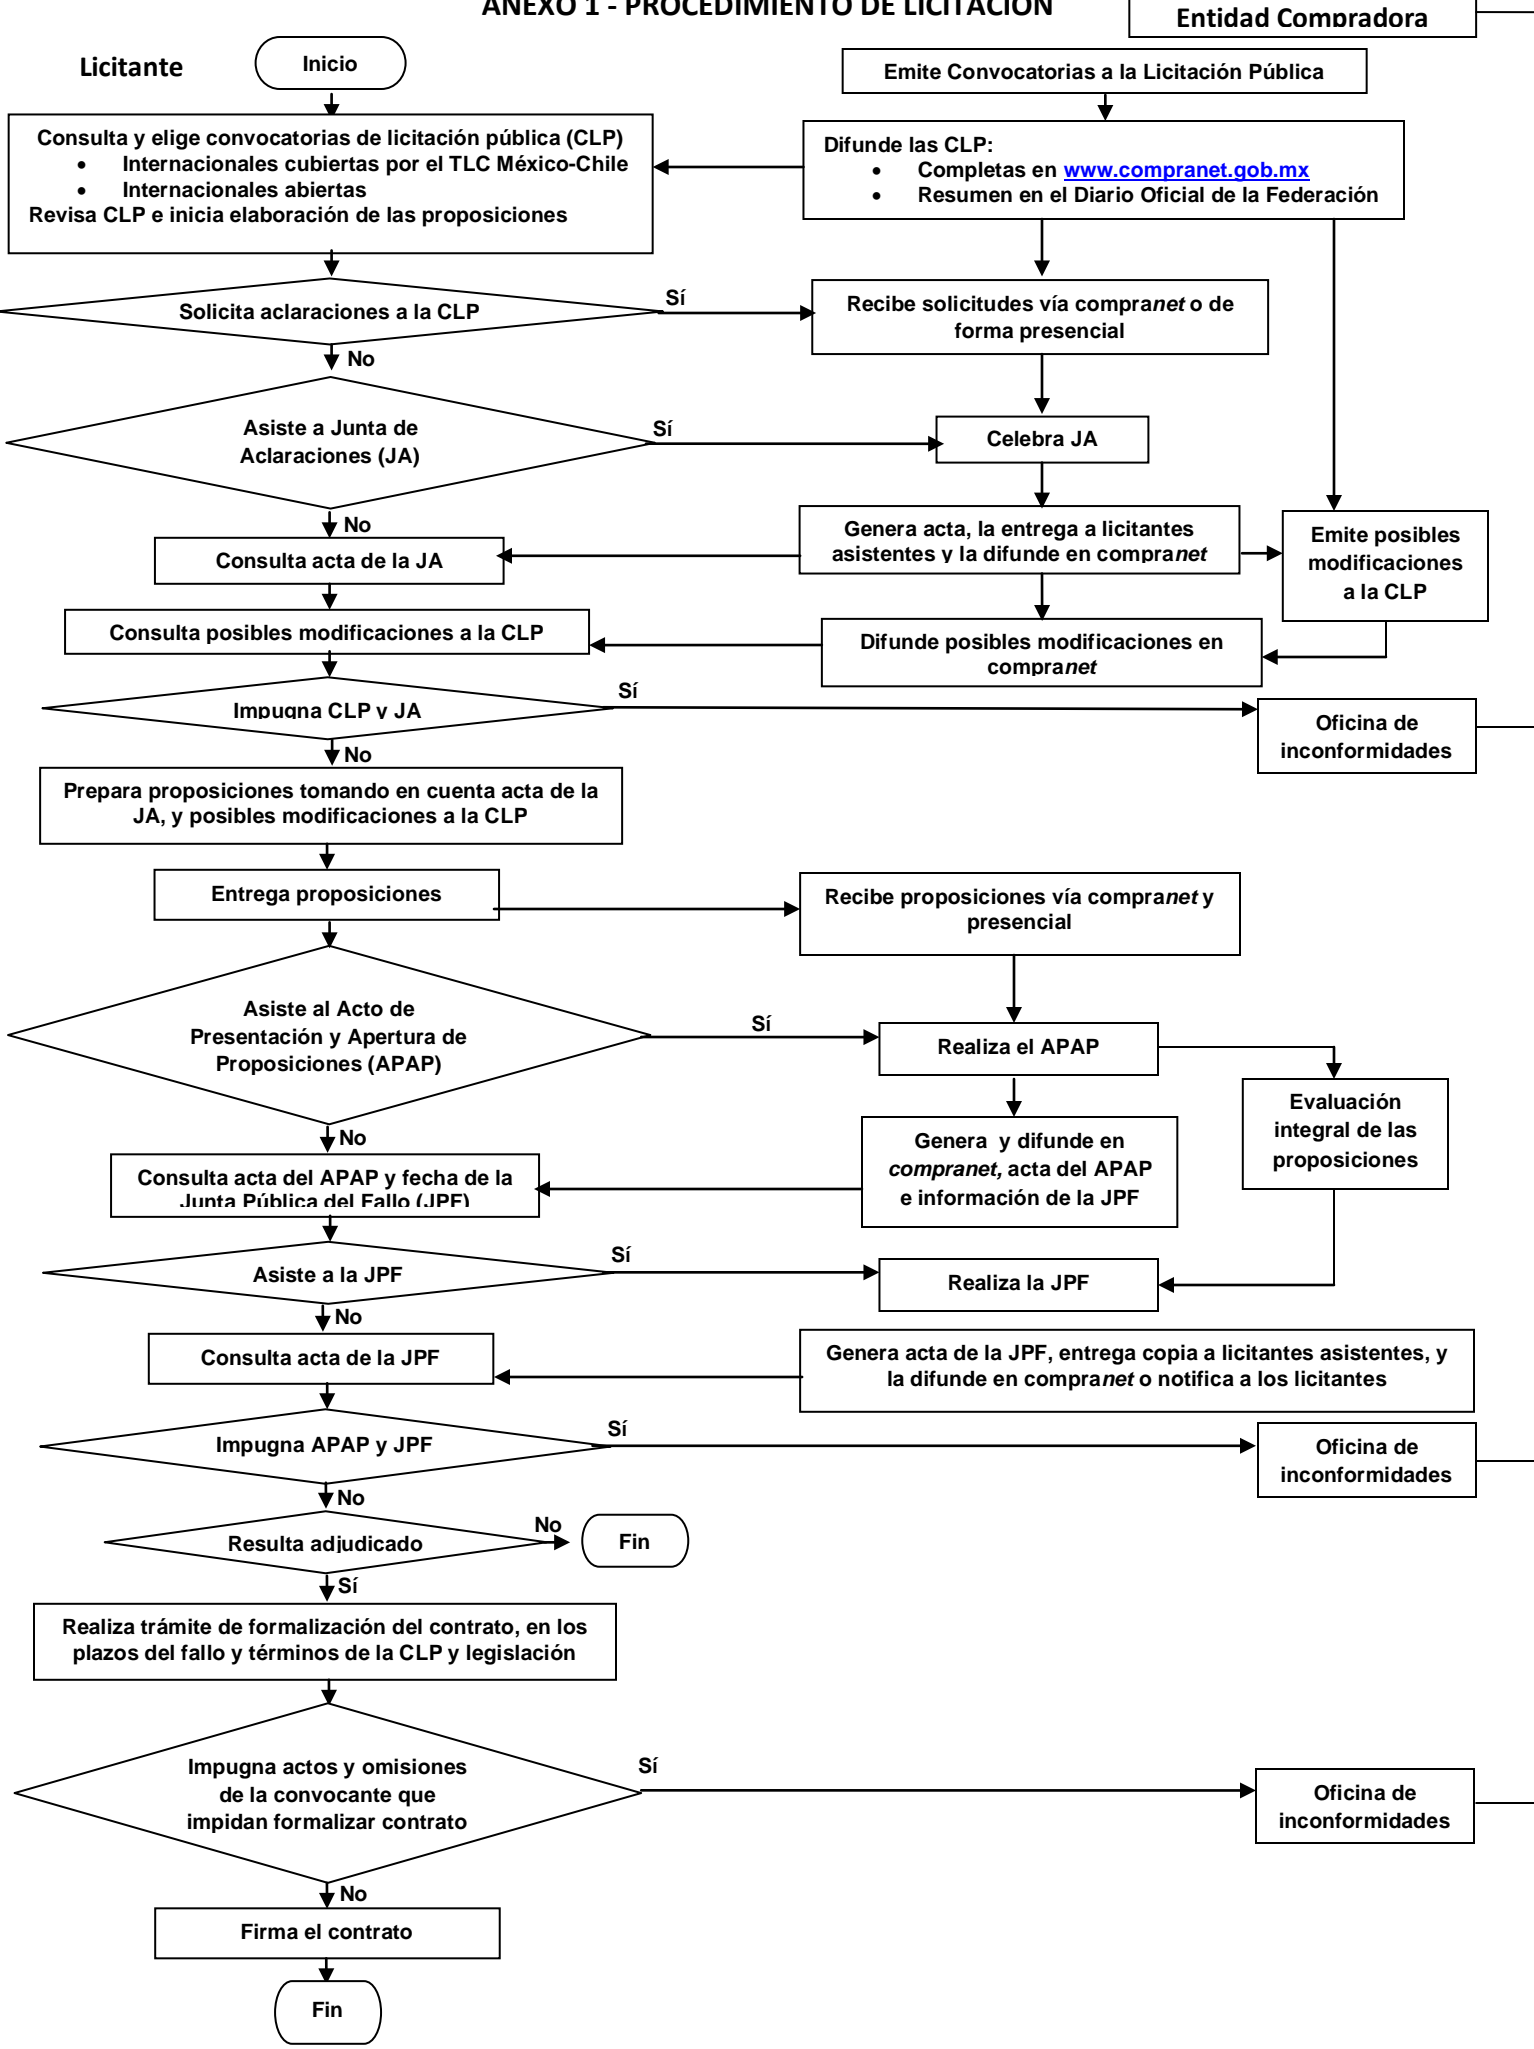 ANEXO 1 - PROCEDIMIENTO DE LICITACIÓN
Entidad Compradora
Licitante
Inicio
Emite Convocatorias a la Licitación Pública
Consulta y elige convocatorias de licitación pública (CLP)
• Internacionales cubiertas por el TLC México-Chile
• Internacionales abiertas
Revisa CLP e inicia elaboración de las proposiciones
Difunde las CLP:
• Completas en www.compranet.gob.mx
• Resumen en el Diario Oficial de la Federación
Solicita aclaraciones a la CLP
Sí
Recibe solicitudes vía compranet o de
forma presencial
No
Asiste a Junta de
Aclaraciones (JA)
Sí
Celebra JA
No
Consulta acta de la JA
Genera acta, la entrega a licitantes
asistentes y la difunde en compranet
Emite posibles
modificaciones
a la CLP
Consulta posibles modificaciones a la CLP
Difunde posibles modificaciones en
compranet
Impugna CLP y JA
Sí
Oficina de
inconformidades
No
Prepara proposiciones tomando en cuenta acta de la
JA, y posibles modificaciones a la CLP
Entrega proposiciones
Recibe proposiciones vía compranet y
presencial
Asiste al Acto de
Presentación y Apertura de
Proposiciones (APAP)
Sí
Realiza el APAP
Evaluación
integral de las
proposiciones
No
Consulta acta del APAP y fecha de la
Junta Pública del Fallo (JPF)
Genera y difunde en
compranet, acta del APAP
e información de la JPF
Asiste a la JPF
Sí
Realiza la JPF
No
Consulta acta de la JPF
Genera acta de la JPF, entrega copia a licitantes asistentes, y
la difunde en compranet o notifica a los licitantes
Impugna APAP y JPF
Sí
Oficina de
inconformidades
No
Resulta adjudicado
No
Fin
Sí
Realiza trámite de formalización del contrato, en los
plazos del fallo y términos de la CLP y legislación
Impugna actos y omisiones
de la convocante que
impidan formalizar contrato
Sí
Oficina de
inconformidades
No
Firma el contrato
Fin